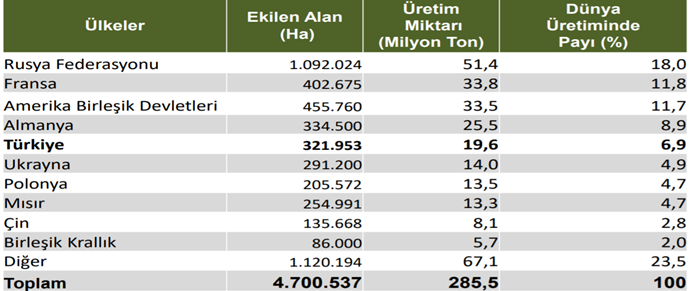 Ülkeler Ekilen Alan (Ha) Üretim Miktarı (Milyon Ton) Dünya Üretiminde Payı (%)
Rusya Federasyonu 1.092.024 51,4 18,0
Fransa 402.675 33,8 11,8
Amerika Birleşik Devletleri 455.760 33,5 11,7
Almanya 334.500 25,5 8,9
Türkiye 321.953 19,6 6,9
Ukrayna 291.200 14,0 4,9
Polonya 205.572 13,5 4,7
Mısır 254.991 13,3 4,7
Çin 135.668 8,1 2,8
Birleşik Krallık 86.000 5,7 2,0
Diğer 1.120.194 67,1 23,5
Toplam 4.700.537 285,5 100